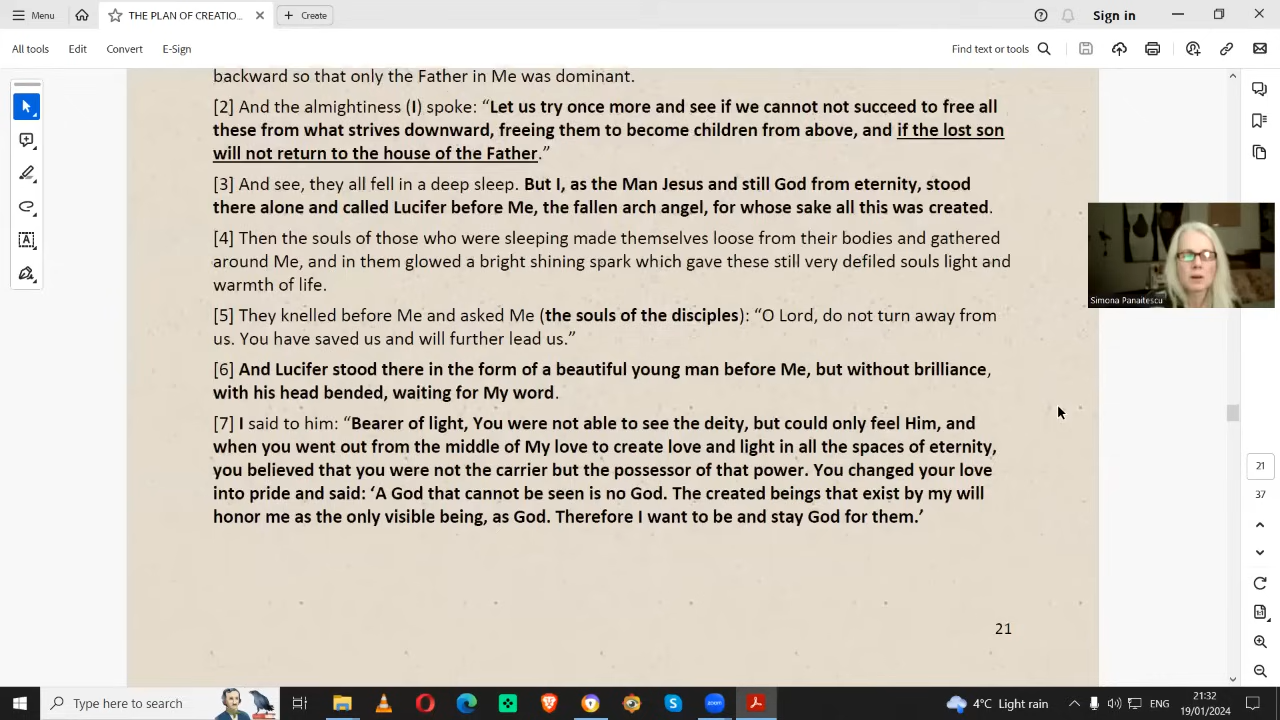 Menu
THE PLAN OF CREATIO...
Create
Sign in
All tools
Edit
Convert
E-Sign
Find text or tools
backward so that only the Father in Me was dominant.
[2] And the almightiness (I) spoke: “Let us try once more and see if we cannot not succeed to free all
these from what strives downward, freeing them to become children from above, and if the lost son
will not return to the house of the Father.”
[3] And see, they all fell in a deep sleep. But I, as the Man Jesus and still God from eternity, stood
there alone and called Lucifer before Me, the fallen arch angel, for whose sake all this was created.
[4] Then the souls of those who were sleeping made themselves loose from their bodies and gathered
around Me, and in them glowed a bright shining spark which gave these still very defiled souls light and
warmth of life.
[5] They knelled before Me and asked Me (the souls of the disciples): “O Lord, do not turn away from
us. You have saved us and will further lead us.”
[6] And Lucifer stood there in the form of a beautiful young man before Me, but without brilliance,
with his head bended, waiting for My word.
[7] I said to him: “Bearer of light, You were not able to see the deity, but could only feel Him, and
when you went out from the middle of My love to create love and light in all the spaces of eternity,
you believed that you were not the carrier but the possessor of that power. You changed your love
into pride and said: ‘A God that cannot be seen is no God. The created beings that exist by my will
honor me as the only visible being, as God. Therefore I want to be and stay God for them.’
21
Simona Panaitescu
21
37
Type here to search
zoom
4°C Light rain
ENG
21:32
19/01/2024